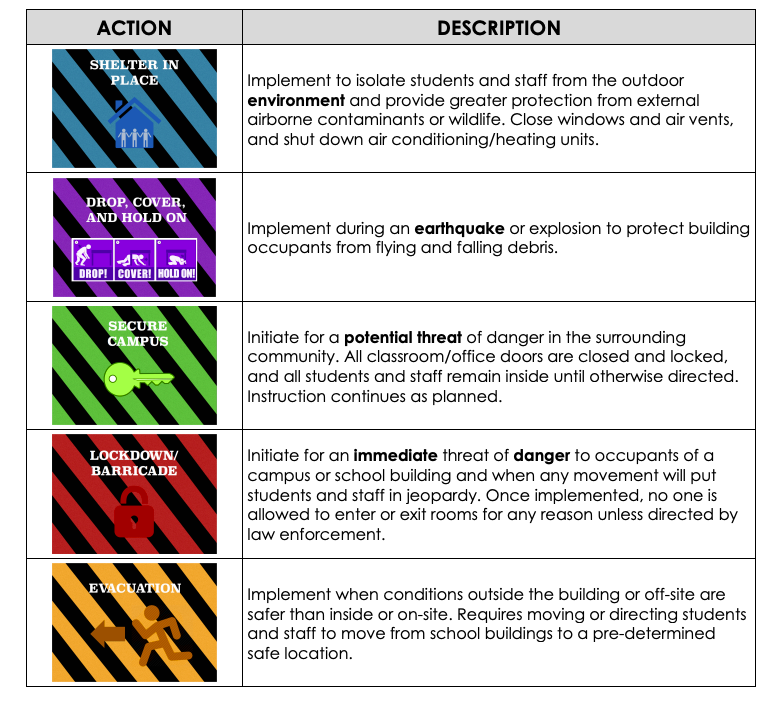 ACTION
DESCRIPTION
SHELTER IN
PLACE
Implement to isolate students and staff from the outdoor
environment and provide greater protection from external
airborne contaminants or wildlife. Close windows and air vents,
and shut down air conditioning/heating units.
DROP, COVER,
AND HOLD ON
DROP!
COVER!
HOLD ON!
Implement during an earthquake or explosion to protect building
occupants from flying and falling debris.
SECURE
CAMPUS
Initiate for a potential threat of danger in the surrounding
community. All classroom/office doors are closed and locked,
and all students and staff remain inside until otherwise directed.
Instruction continues as planned.
LOCKDOWN/
BARRICADE
Initiate for an immediate threat of danger to occupants of a
campus or school building and when any movement will put
students and staff in jeopardy. Once implemented, no one is
allowed to enter or exit rooms for any reason unless directed by
law enforcement.
EVACUATION
Implement when conditions outside the building or off-site are
safer than inside or on-site. Requires moving or directing students
and staff to move from school buildings to a pre-determined
safe location.